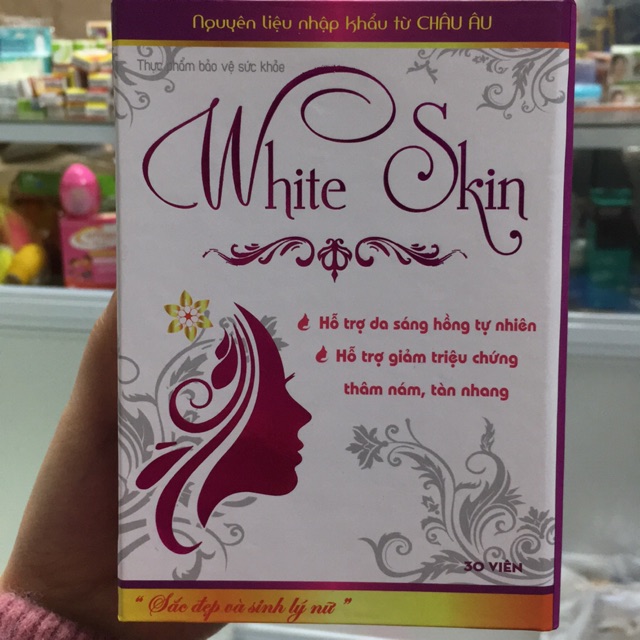 Nguyên liệu nhập khẩu từ CHÂU ÂU
Thực phẩm bảo vệ sức khỏe
White Skin
Hỗ trợ da sáng hồng tự nhiên
Hỗ trợ giảm triệu chứng
thâm nám, tàn nhang
30 VIÊN
"Sắc đẹp và sinh lý nữ"